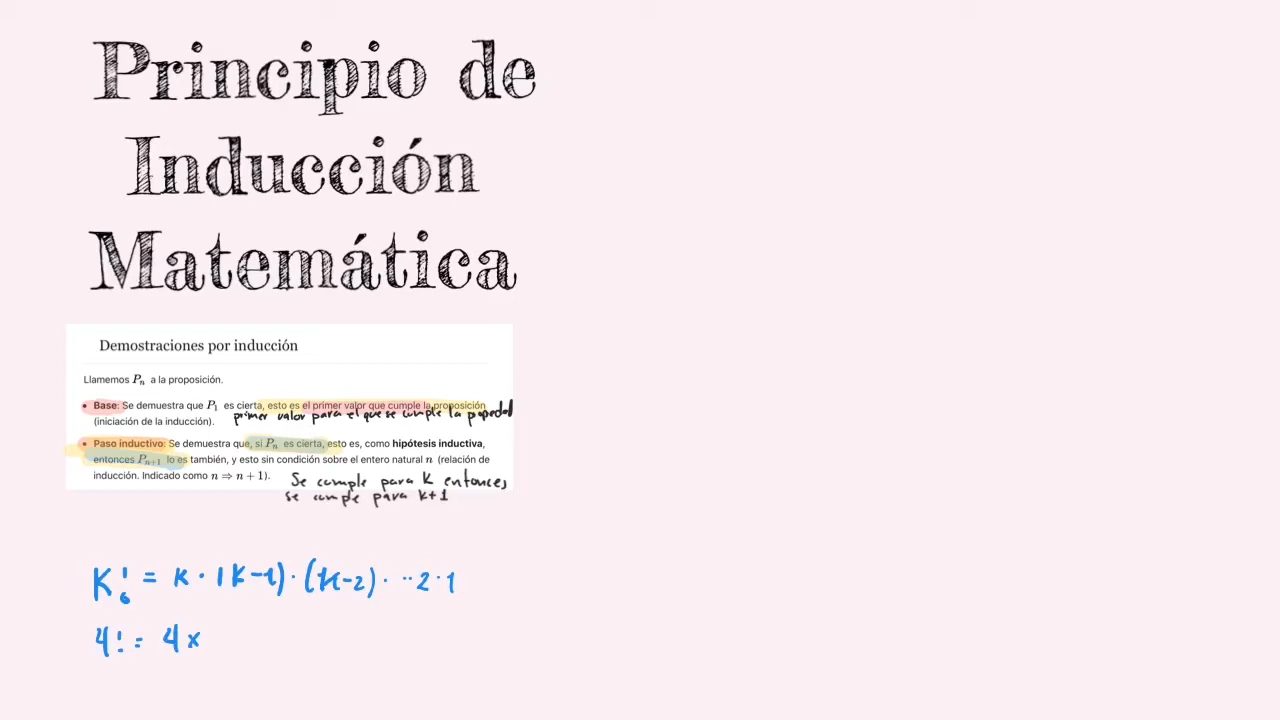 Principio de
Inducción
Matemática
Demostraciones por inducción
Llamemos Pₙ a la proposición.
• Base: Se demuestra que P₁ es cierta, esto es el primer valor que cumple la proposición
(iniciación de la inducción). primer valor para el que se cumple la
• Paso inductivo: Se demuestra que, si Pₙ es cierta, esto es, como hipótesis inductiva,
entonces Pₙ₊₁ lo es también, y esto sin condición sobre el entero natural n (relación de
inducción. Indicado como n ⇒ n + 1). Se cumple para K entonces
se cumple para k+1
K! = k · (k-1) · (k-2) · ·· 2 · 1
4! = 4 x